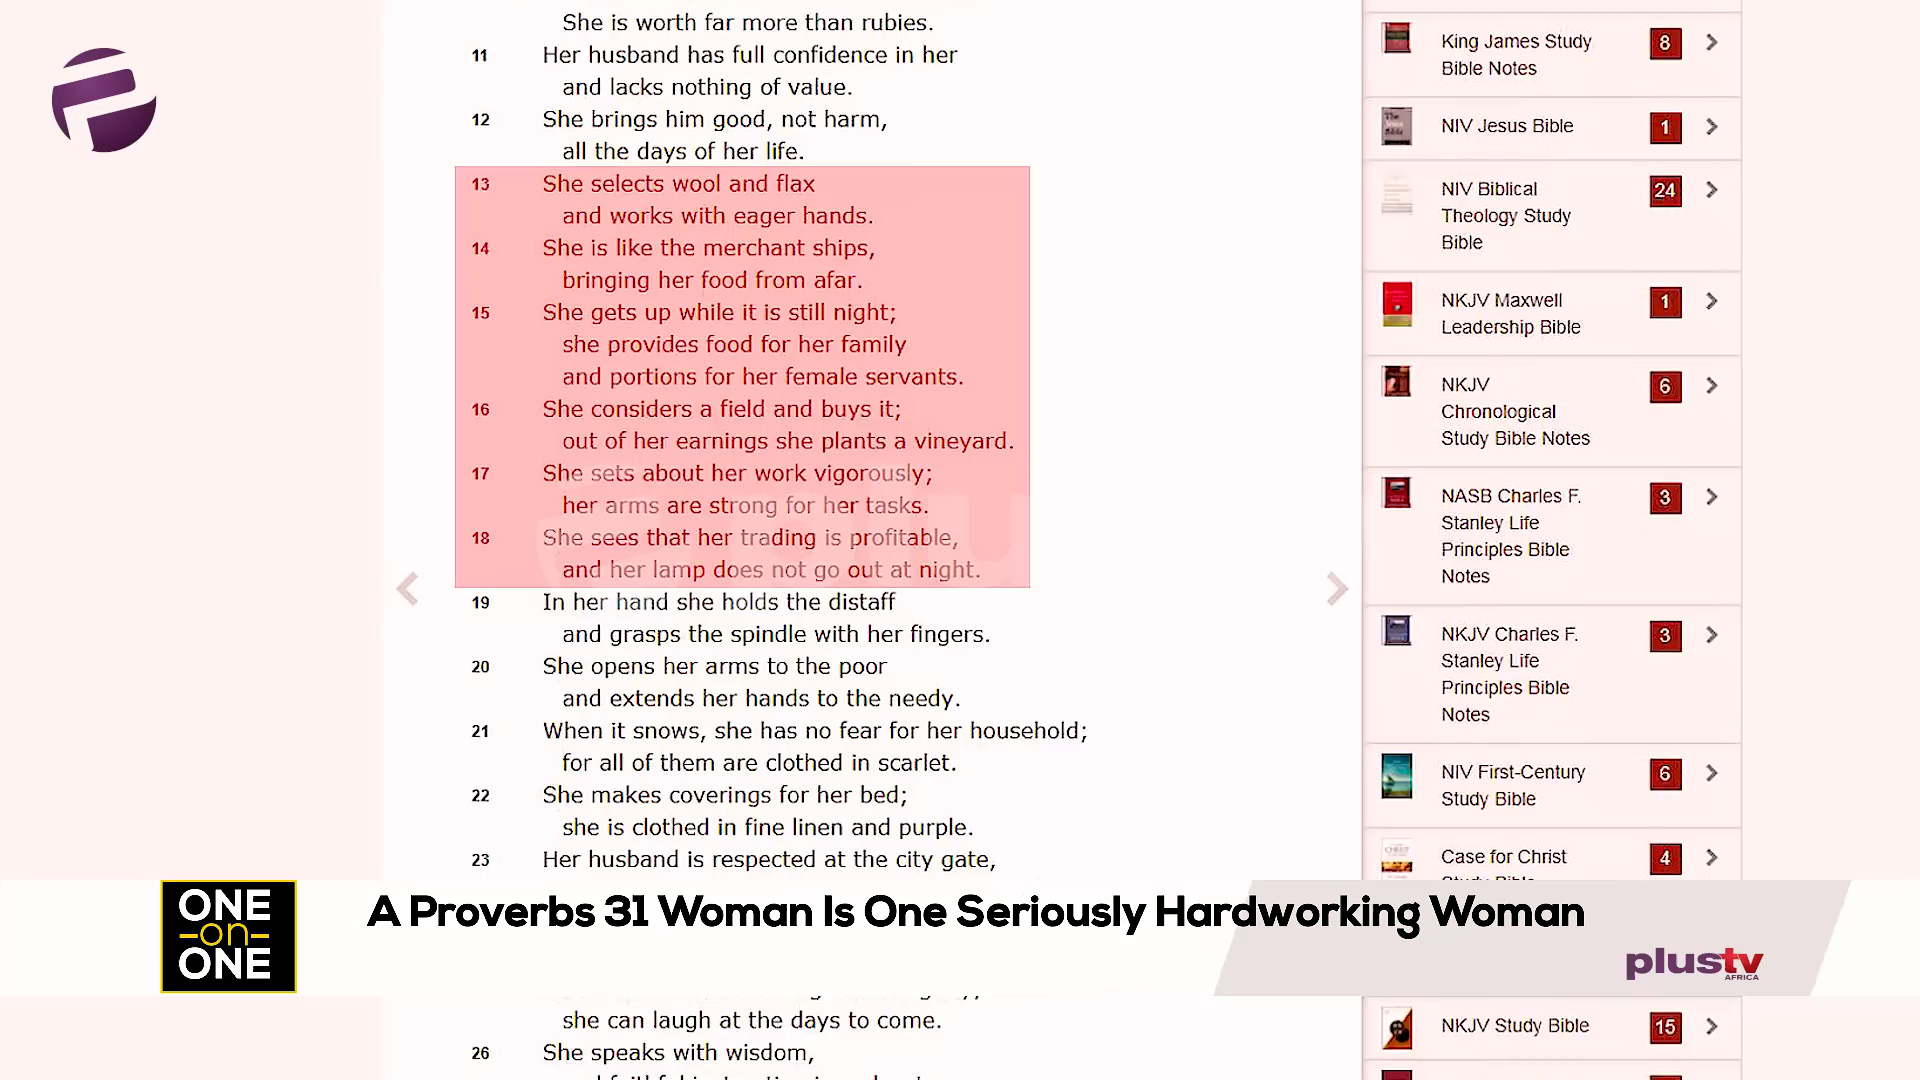 She is worth far more than rubies.
11 Her husband has full confidence in her
and lacks nothing of value.
12 She brings him good, not harm,
all the days of her life.
13 She selects wool and flax
and works with eager hands.
14 She is like the merchant ships,
bringing her food from afar.
15 She gets up while it is still night;
she provides food for her family
and portions for her female servants.
16 She considers a field and buys it;
out of her earnings she plants a vineyard.
17 She sets about her work vigorously;
her arms are strong for her tasks.
18 She sees that her trading is profitable,
and her lamp does not go out at night.
19 In her hand she holds the distaff
and grasps the spindle with her fingers.
20 She opens her arms to the poor
and extends her hands to the needy.
21 When it snows, she has no fear for her household;
for all of them are clothed in scarlet.
22 She makes coverings for her bed;
she is clothed in fine linen and purple.
23 Her husband is respected at the city gate,
she can laugh at the days to come.
26 She speaks with wisdom,
King James Study
Bible Notes
8
NIV Jesus Bible
1
NIV Biblical
Theology Study
Bible
24
NKJV Maxwell
Leadership Bible
1
NKJV
Chronological
Study Bible Notes
6
NASB Charles F.
Stanley Life
Principles Bible
Notes
3
NKJV Charles F.
Stanley Life
Principles Bible
Notes
3
NIV First-Century
Study Bible
6
Case for Christ
4
NKJV Study Bible
15
ONE
-on-
ONE
A Proverbs 31 Woman Is One Seriously Hardworking Woman
plustv
AFRICA